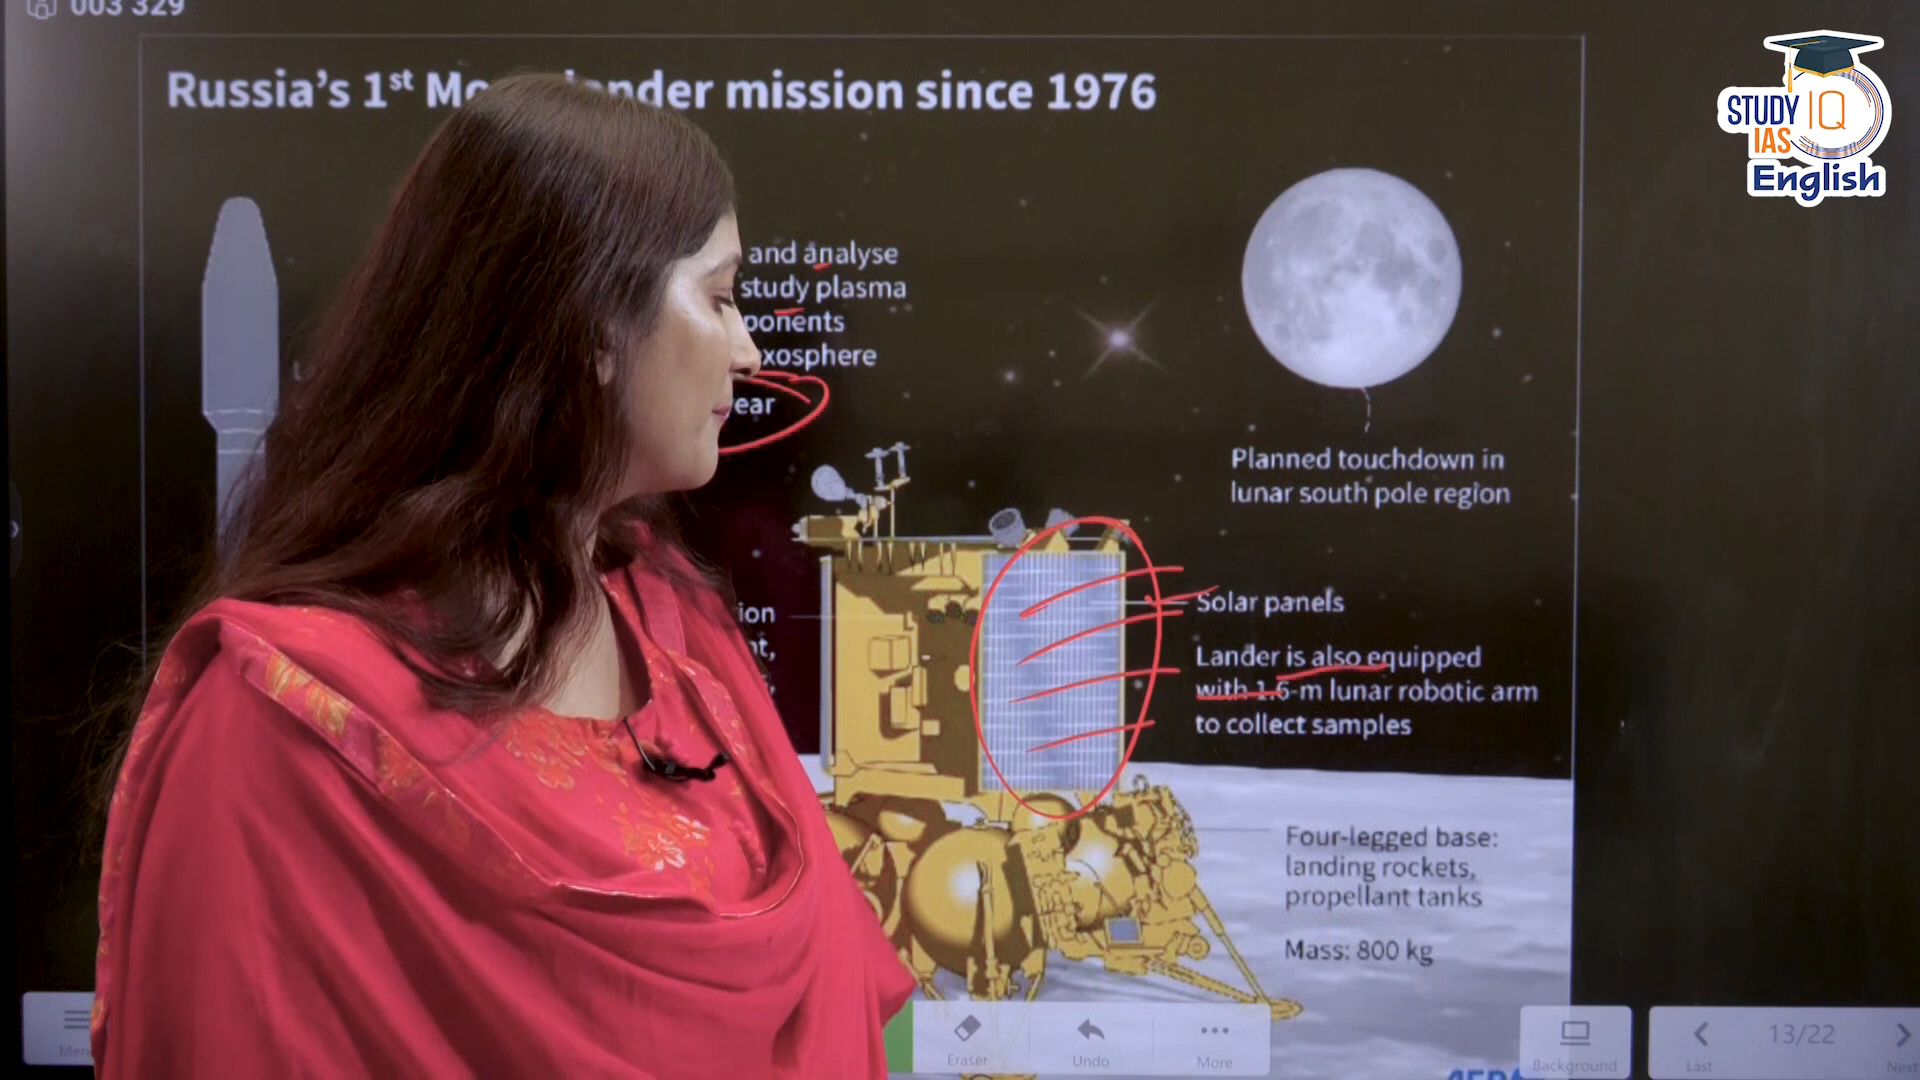 003 329
Russia's 1st Mo ander mission since 1976
STUDY IQ
IAS
English
and analyse
study plasma
ponents
xosphere
ear
Planned touchdown in
lunar south pole region
ion
Solar panels
Lander is also equipped
with 1.6-m lunar robotic arm
to collect samples
Four-legged base:
landing rockets,
propellant tanks
Mass: 800 kg
Eraser
Undo
More
Background
Last
13/22
Next